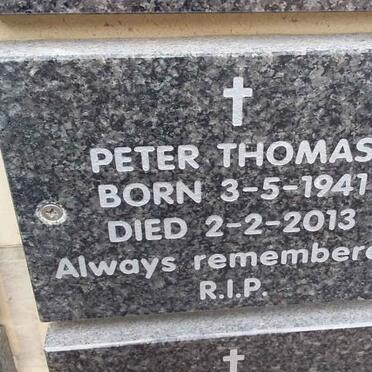 PETER THOMAS
BORN 3-5-1941
DIED 2-2-2013
Always remembere
R.I.P.